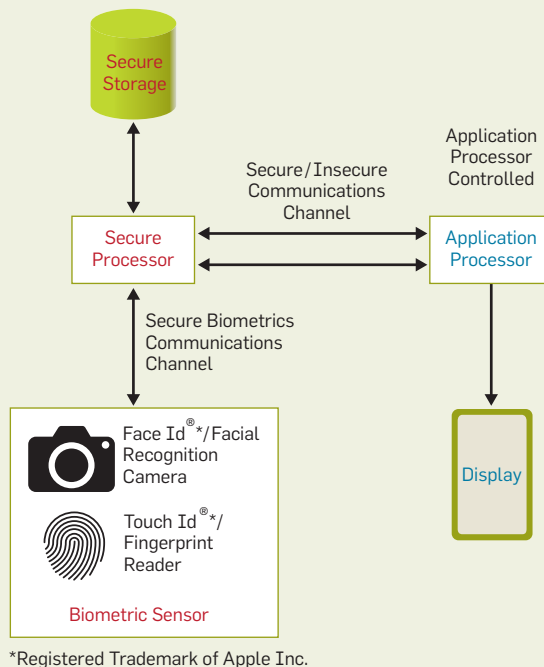 Secure
Storage
Application
Processor
Controlled
Secure/Insecure
Communications
Channel
Secure
Processor
Application
Processor
Secure Biometrics
Communications
Channel
Face Id®*/Facial
Recognition
Camera
Touch Id®*/
Fingerprint
Reader
Biometric Sensor
Display
*Registered Trademark of Apple Inc.